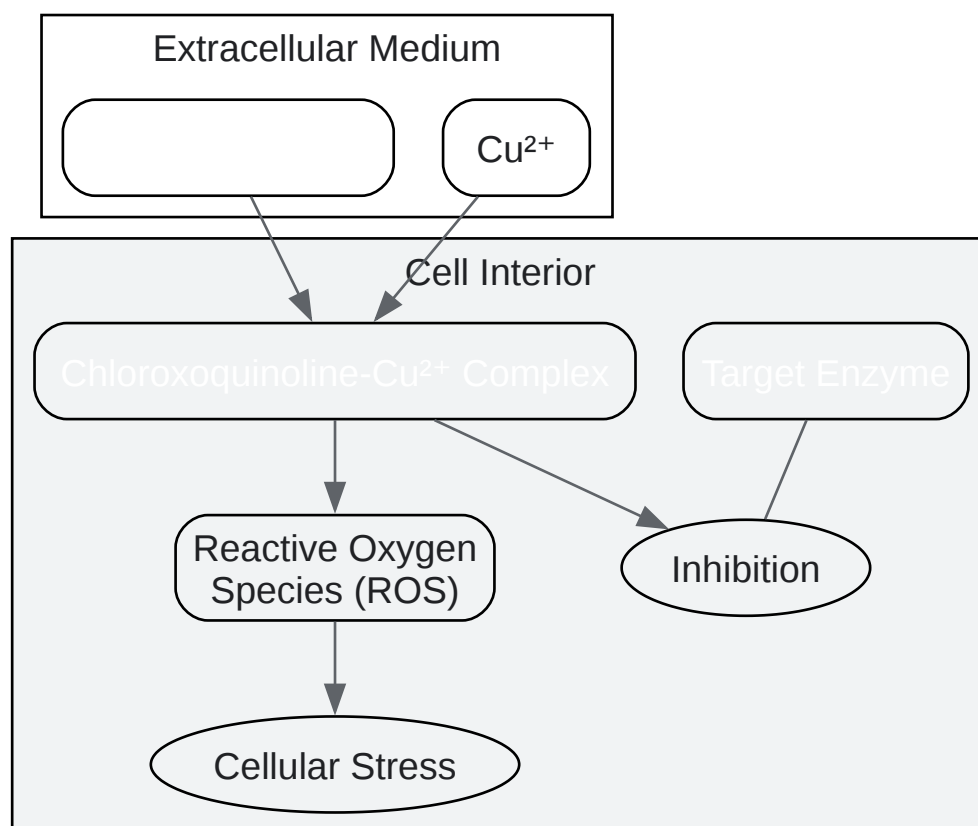 Extracellular Medium
Cu²⁺
Cell Interior
Chloroxoquinoline-Cu²⁺ Complex
Target Enzyme
Reactive Oxygen
Species (ROS)
Inhibition
Cellular Stress